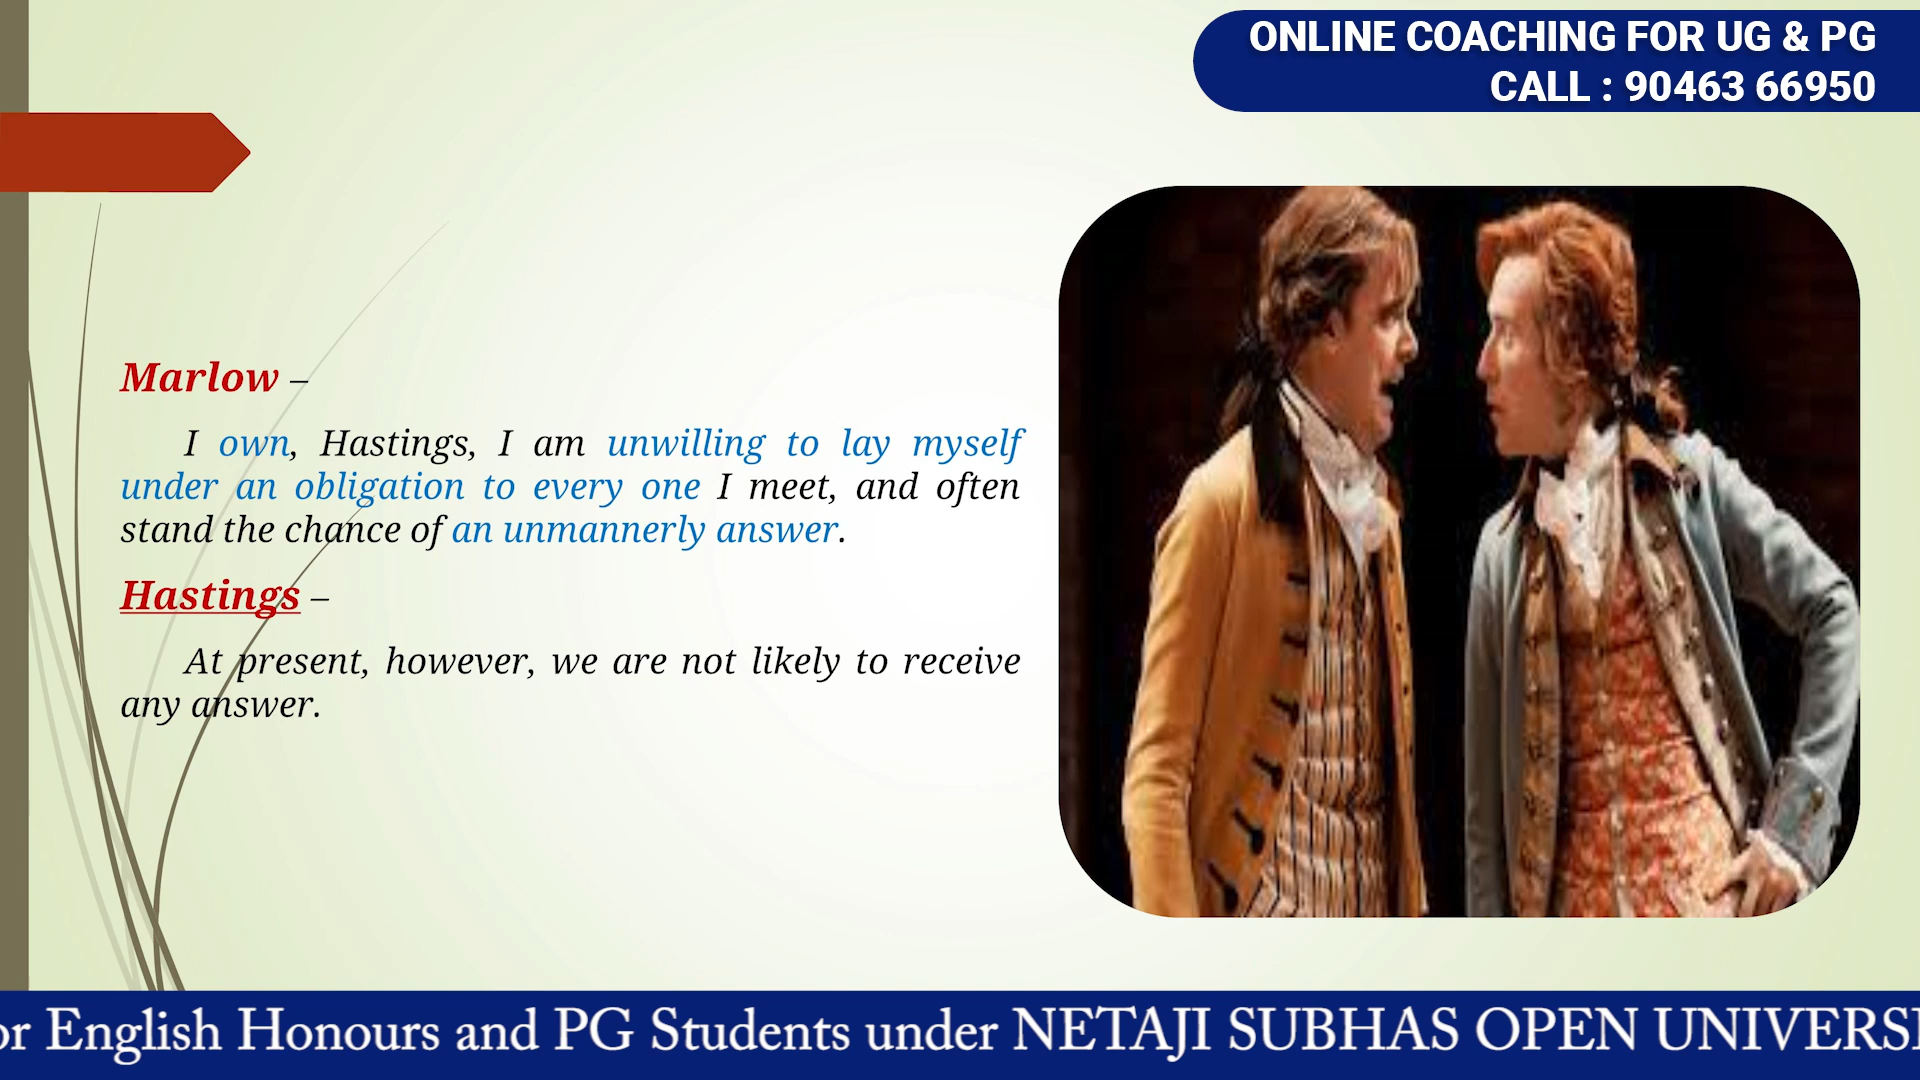 ONLINE COACHING FOR UG & PG
CALL : 90463 66950
Marlow –
I own, Hastings, I am unwilling to lay myself
under an obligation to every one I meet, and often
stand the chance of an unmannerly answer.
Hastings –
At present, however, we are not likely to receive
any answer.
or English Honours and PG Students under NETAJI SUBHAS OPEN UNIVERSI